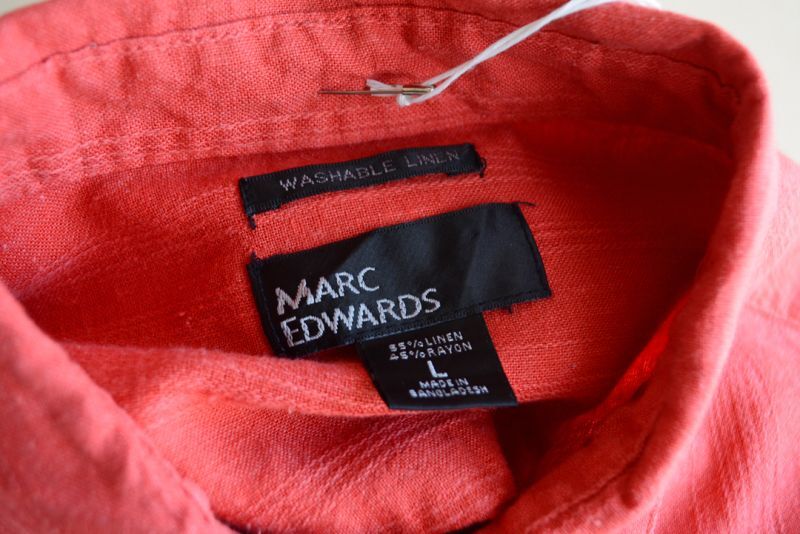 WASHABLE LINEN
MARC
EDWARDS
55%LINEN
45%RAYON
L
MADE IN
BANGLADESH